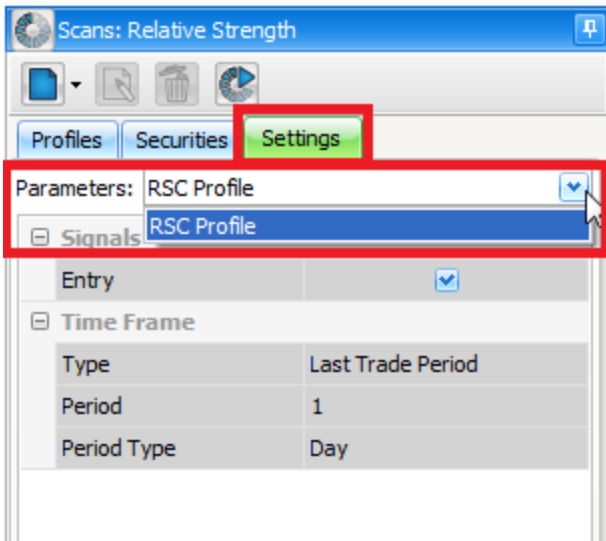 Scans: Relative Strength
Profiles Securities Settings
Parameters: RSC Profile
RSC Profile
Signals
Entry
Time Frame
Type Last Trade Period
Period 1
Period Type Day